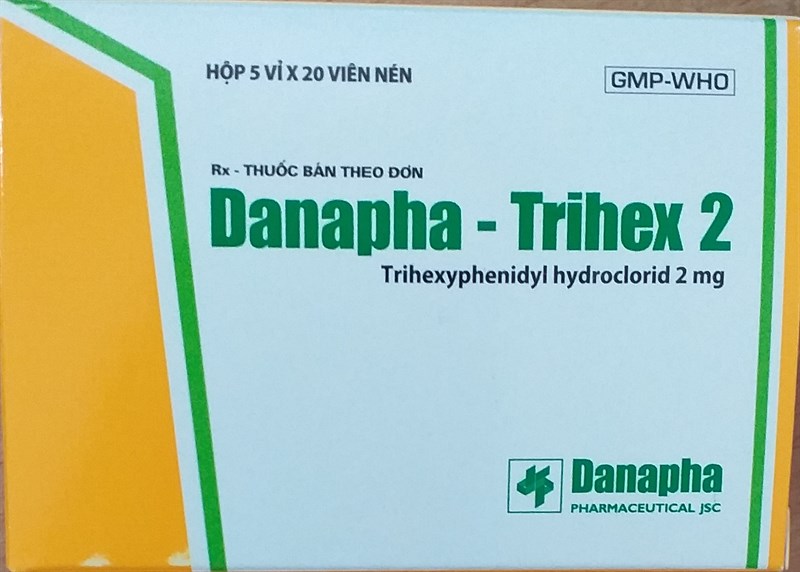 HỘP 5 VỈ X 20 VIÊN NÉN
GMP-WHO
Rx - THUỐC BÁN THEO ĐƠN
Danapha - Trihex 2
Trihexyphenidyl hydroclorid 2 mg
Danapha
PHARMACEUTICAL JSC